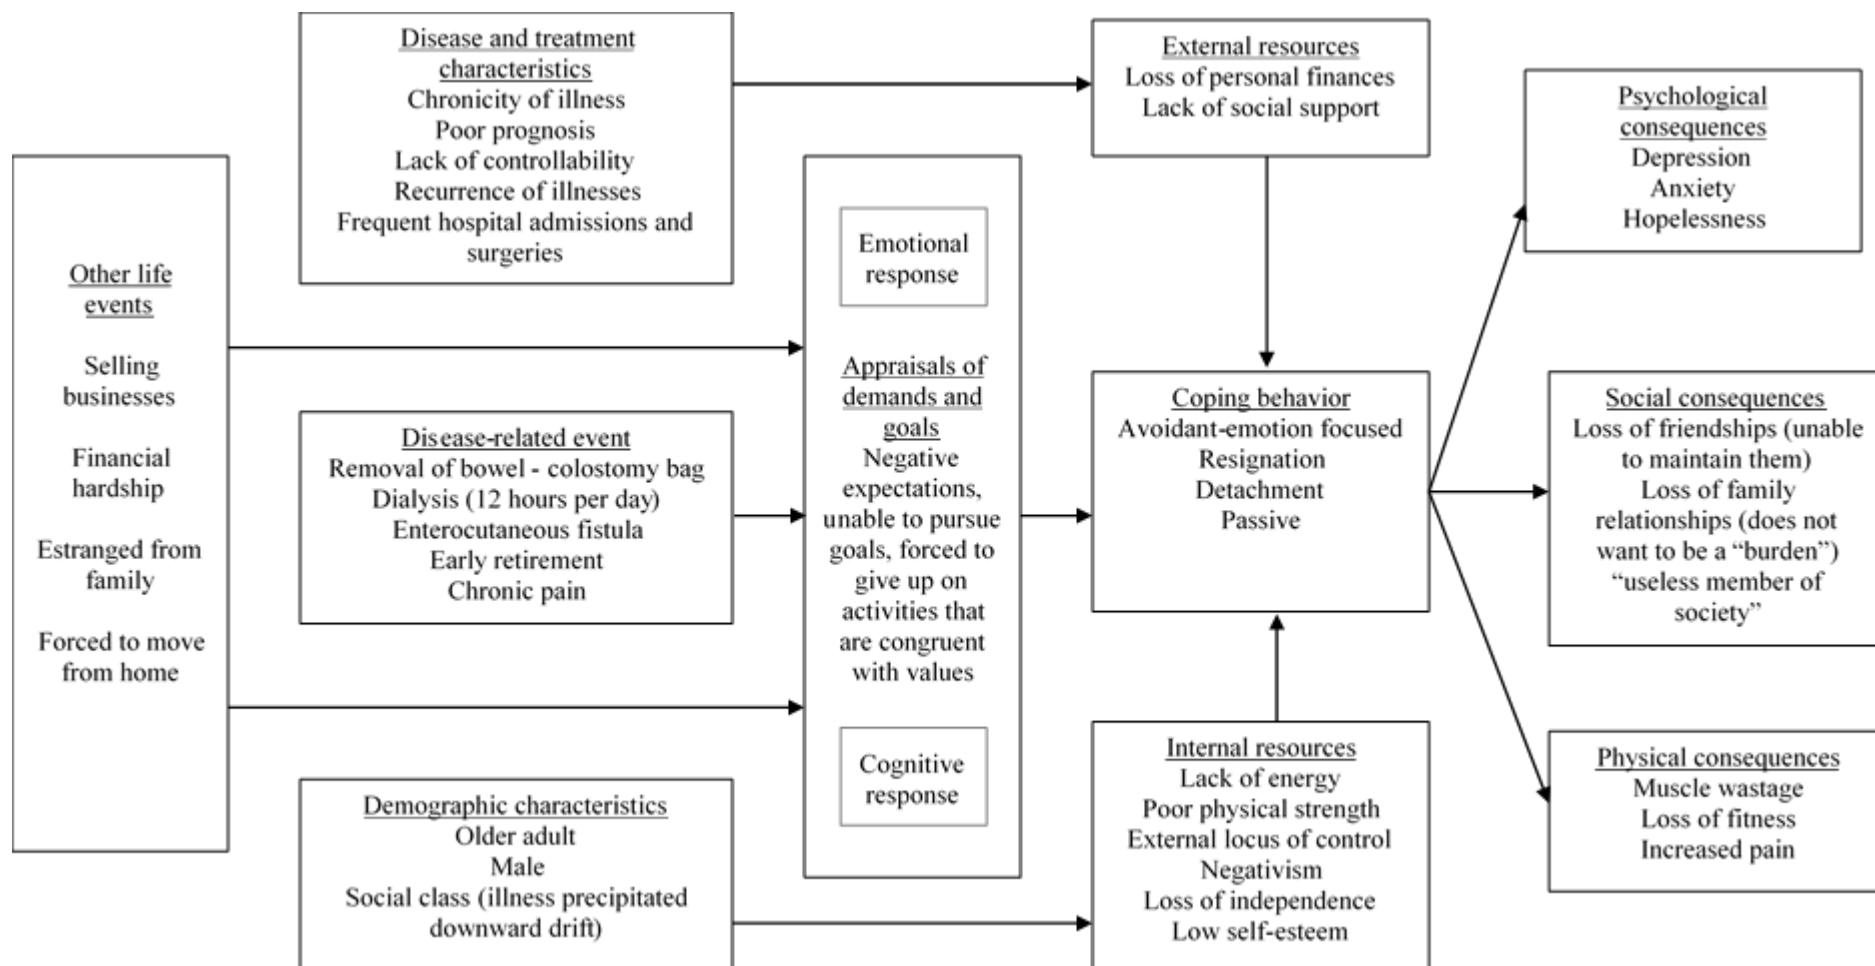 Disease and treatment
characteristics
Chronicity of illness
Poor prognosis
Lack of controllability
Recurrence of illnesses
Frequent hospital admissions and
surgeries
External resources
Loss of personal finances
Lack of social support
Psychological
consequences
Depression
Anxiety
Hopelessness
Other life
events
Selling
businesses
Financial
hardship
Estranged from
family
Forced to move
from home
Disease-related event
Removal of bowel - colostomy bag
Dialysis (12 hours per day)
Enterocutaneous fistula
Early retirement
Chronic pain
Emotional
response
Appraisals of
demands and
goals
Negative
expectations,
unable to pursue
goals, forced to
give up on
activities that
are congruent
with values
Cognitive
response
Coping behavior
Avoidant-emotion focused
Resignation
Detachment
Passive
Social consequences
Loss of friendships (unable
to maintain them)
Loss of family
relationships (does not
want to be a “burden”)
“useless member of
society”
Demographic characteristics
Older adult
Male
Social class (illness precipitated
downward drift)
Internal resources
Lack of energy
Poor physical strength
External locus of control
Negativism
Loss of independence
Low self-esteem
Physical consequences
Muscle wastage
Loss of fitness
Increased pain